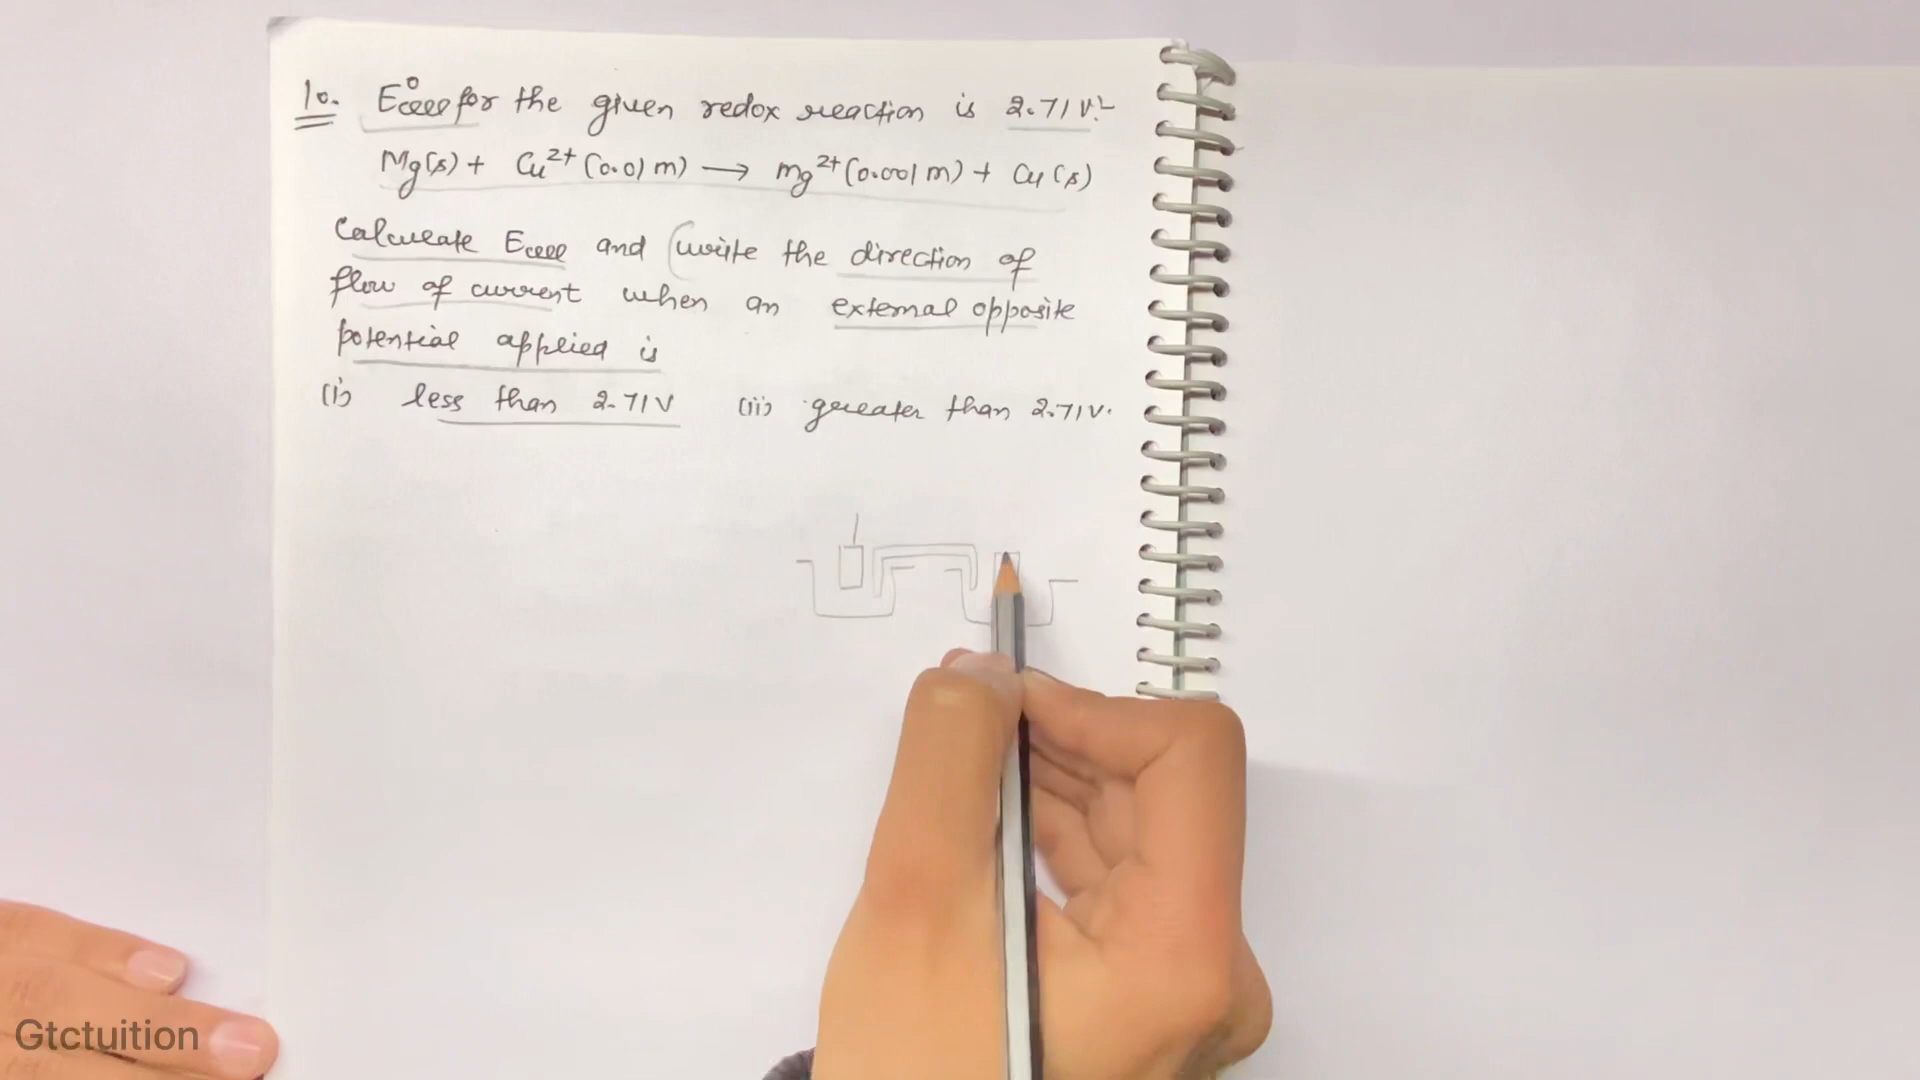 10. E°cell for the given redox reaction is 2.71V.
Mg(s) + Cu2+ (0.01m) → mg2+ (0.001m) + Cu(s)
Calculate Ecell and (write the direction of
flow of current when an external opposite
potential applied is
(i) less than 2.71V (ii) greater than 2.71V.
Gtctuition